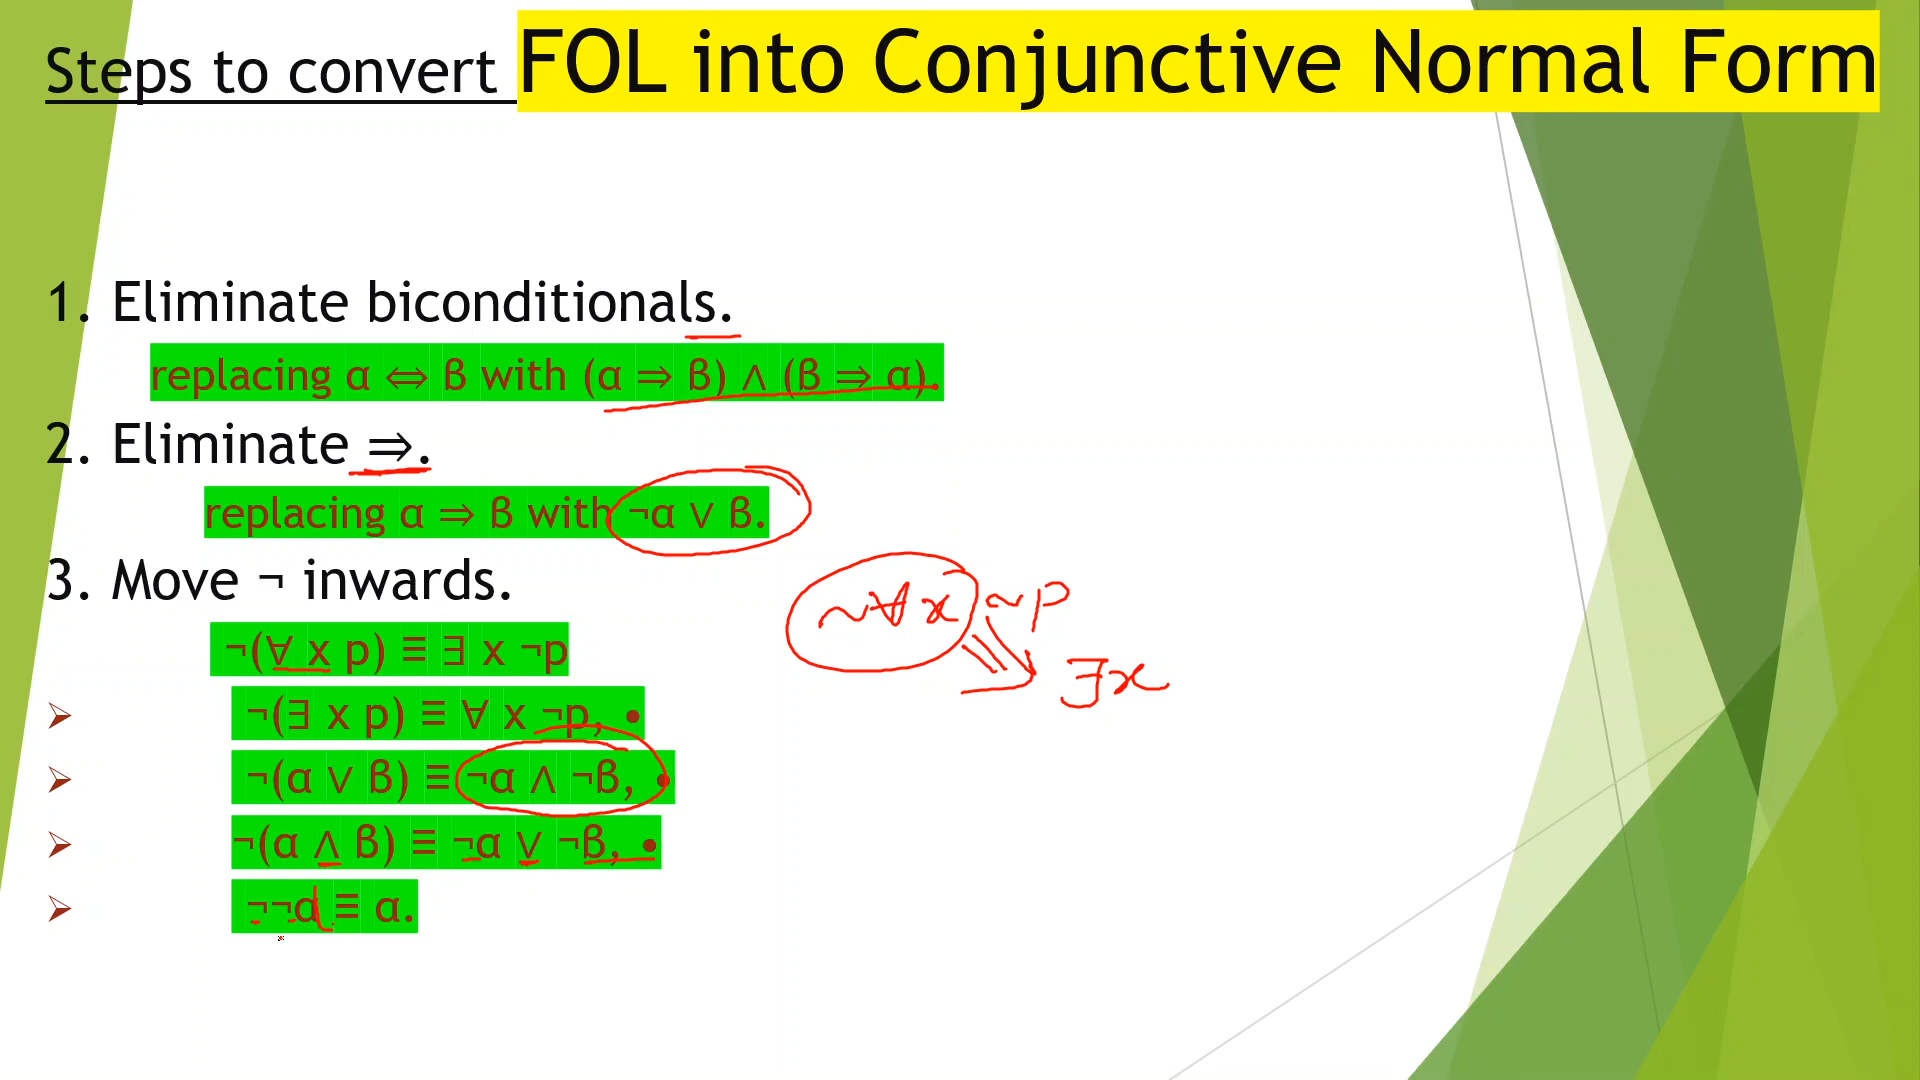 Steps to convert FOL into Conjunctive Normal Form
1. Eliminate biconditionals.
replacing α ⇔ β with (α ⇒ β) ∧ (β ⇒ α).
2. Eliminate ⇒.
replacing α ⇒ β with ¬α ∨ β.
3. Move ¬ inwards.
~∀x ~p
¬(∀ x p) ≡ ∃ x ¬p
∃x
➢ ¬(∃ x p) ≡ ∀ x ¬p, •
➢ ¬(α ∨ β) ≡ ¬α ∧ ¬β, •
➢ ¬(α ∧ β) ≡ ¬α ∨ ¬β, •
➢ ¬¬α ≡ α.